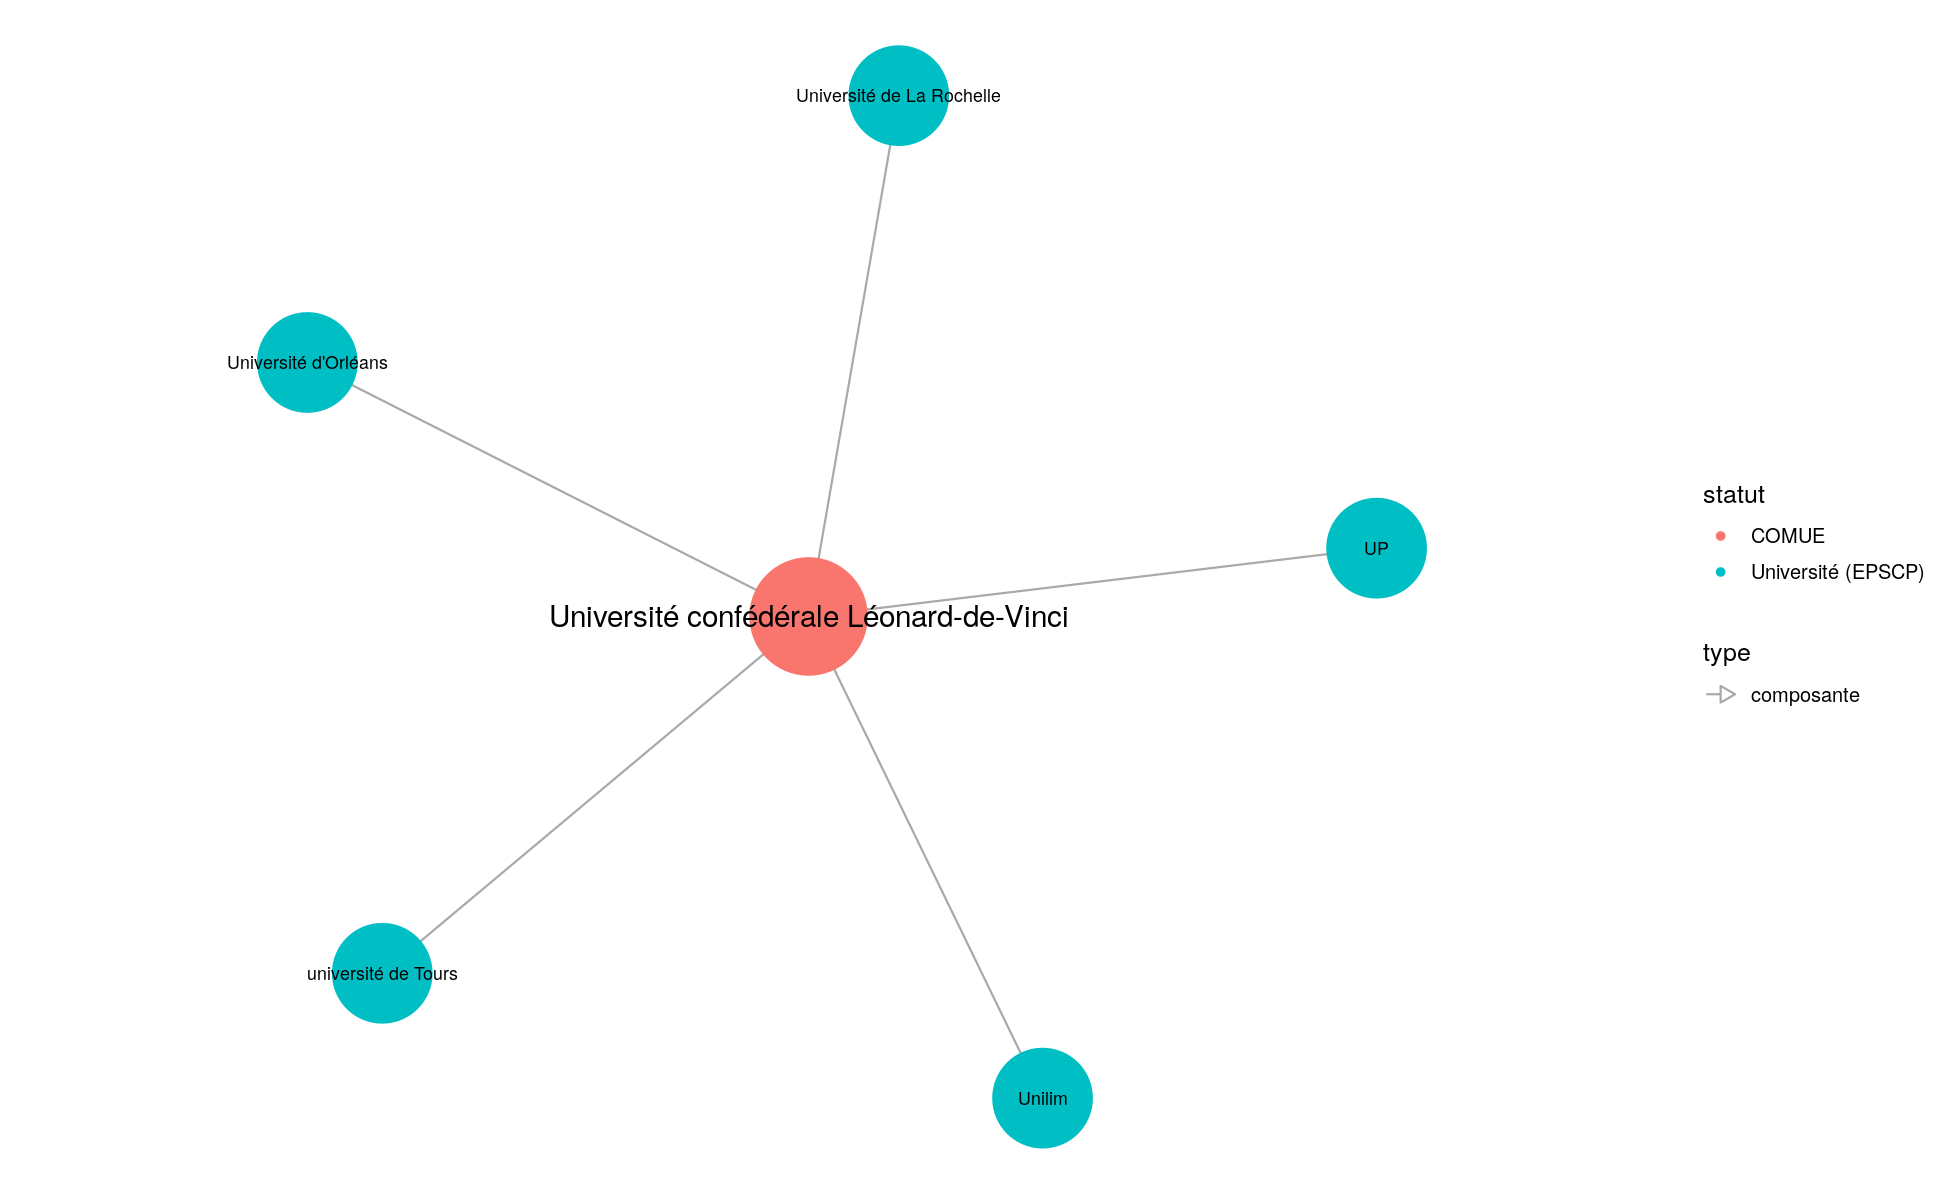 Université de La Rochelle
Université d'Orléans
UP
Université confédérale Léonard-de-Vinci
université de Tours
Unilim
statut
COMUE
Université (EPSCP)
type
composante